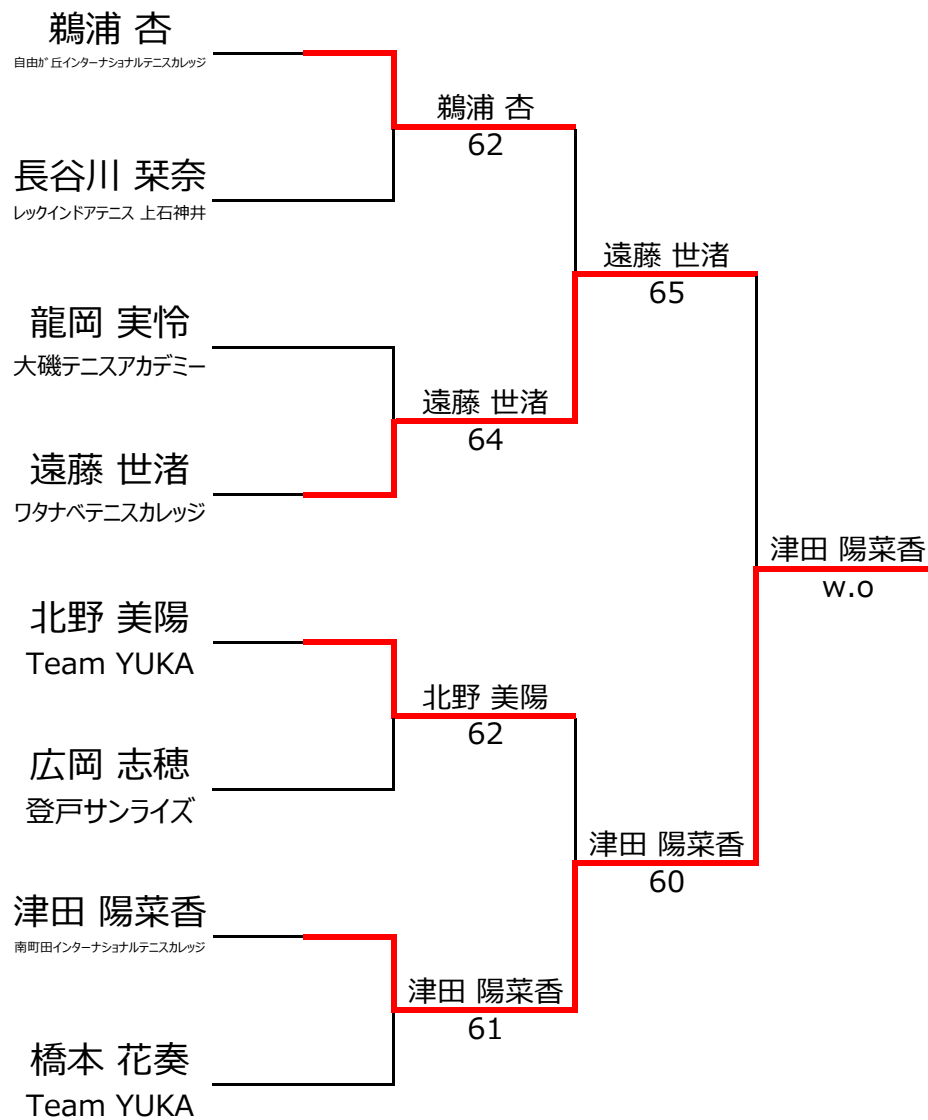 鵜浦 杏
自由が丘インターナショナルテニスカレッジ
鵜浦 杏
62
長谷川 琹奈
レックインドアテニス 上石神井
遠藤 世渚
65
龍岡 実怜
大磯テニスアカデミー
遠藤 世渚
64
遠藤 世渚
ワタナベテニスカレッジ
津田 陽菜香
w.o
北野 美陽
Team YUKA
北野 美陽
62
広岡 志穂
登戸サンライズ
津田 陽菜香
60
津田 陽菜香
南町田インターナショナルテニスカレッジ
津田 陽菜香
61
橋本 花奏
Team YUKA